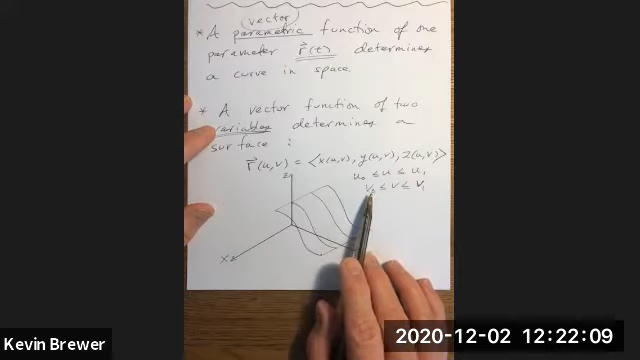 (vector)
* A parametric function of one
parameter r⃗(t) determines
a curve in space.
* A vector function of two
variables determines a
surface :
r⃗(u,v) = <x(u,v), y(u,v), z(u,v)>
u₀ ≤ u ≤ u₁
v₀ ≤ v ≤ v₁
z
x
Kevin Brewer
2020-12-02 12:22:09